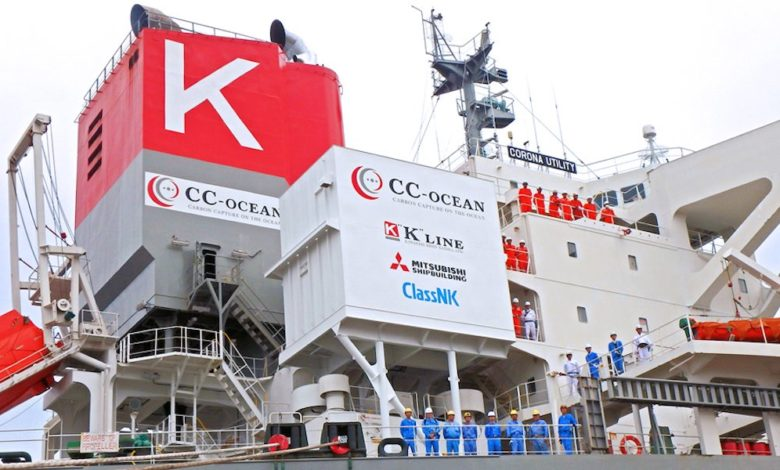 K
CC-OCEAN
CARBON CAPTURE ON THE OCEAN
CC-OCEAN
CARBON CAPTURE ON THE OCEAN
K
"K" LINE
MITSUBISHI
SHIPBUILDING
ClassNK
CORONA UTILITY